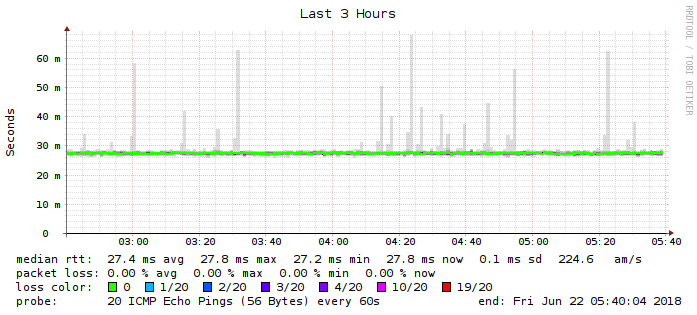 Last 3 Hours
RRDTOOL / TOBI OETIKER
Seconds
60 m
50 m
40 m
30 m
20 m
10 m
0
03:00 03:20 03:40 04:00 04:20 04:40 05:00 05:20 05:40
median rtt: 27.4 ms avg 27.8 ms max 27.2 ms min 27.8 ms now 0.1 ms sd 224.6 am/s
packet loss: 0.00 % avg 0.00 % max 0.00 % min 0.00 % now
loss color: 0 1/20 2/20 3/20 4/20 10/20 19/20
probe: 20 ICMP Echo Pings (56 Bytes) every 60s end: Fri Jun 22 05:40:04 2018